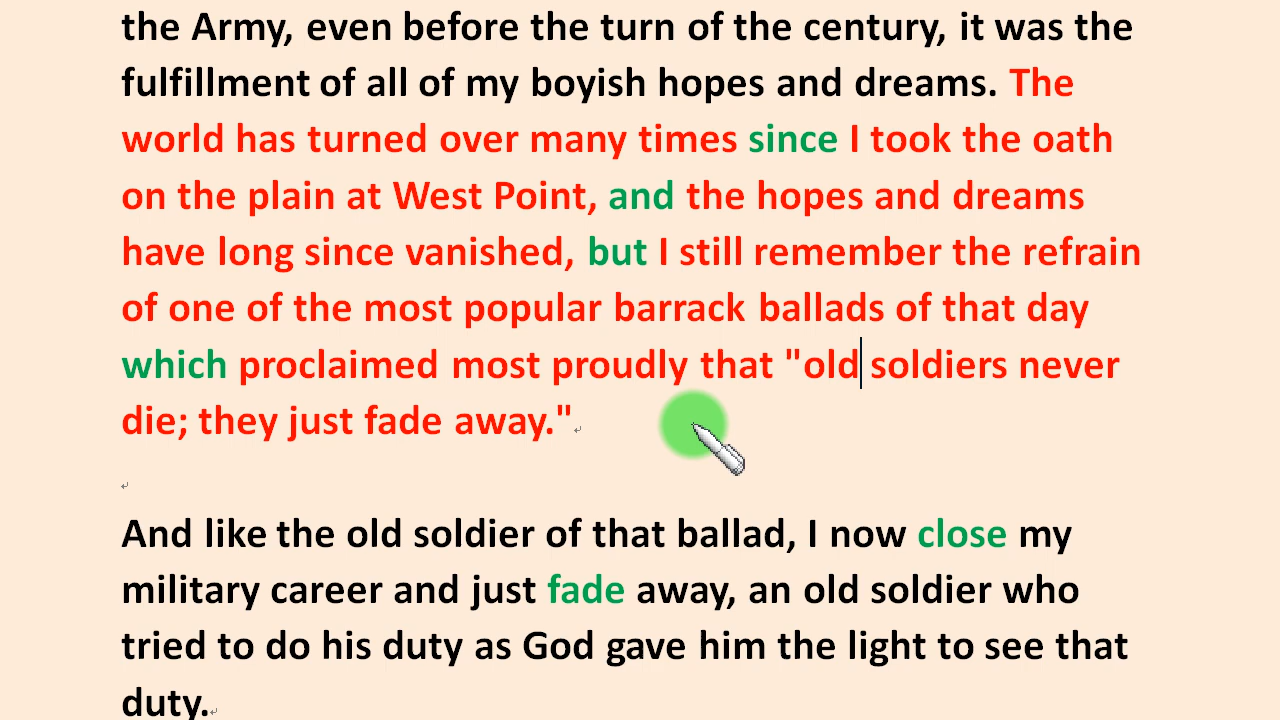 the Army, even before the turn of the century, it was the
fulfillment of all of my boyish hopes and dreams. The
world has turned over many times since I took the oath
on the plain at West Point, and the hopes and dreams
have long since vanished, but I still remember the refrain
of one of the most popular barrack ballads of that day
which proclaimed most proudly that "old soldiers never
die; they just fade away."
And like the old soldier of that ballad, I now close my
military career and just fade away, an old soldier who
tried to do his duty as God gave him the light to see that
duty.